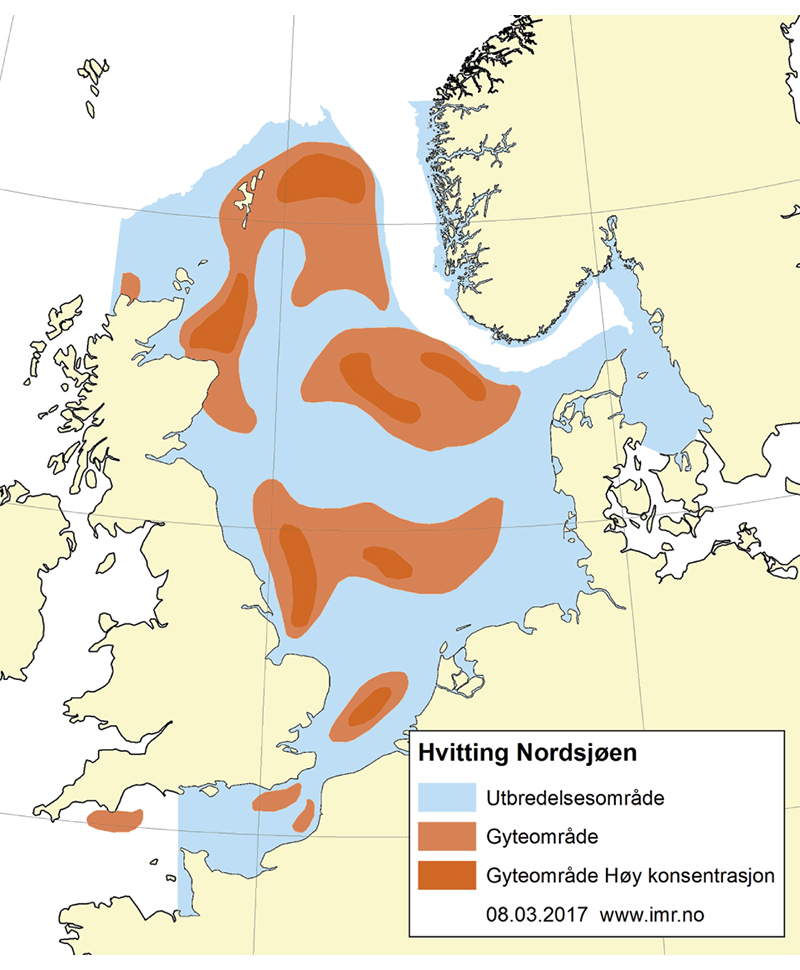 Hvitting Nordsjøen
Utbredelsesområde
Gyteområde
Gyteområde Høy konsentrasjon
08.03.2017 www.imr.no